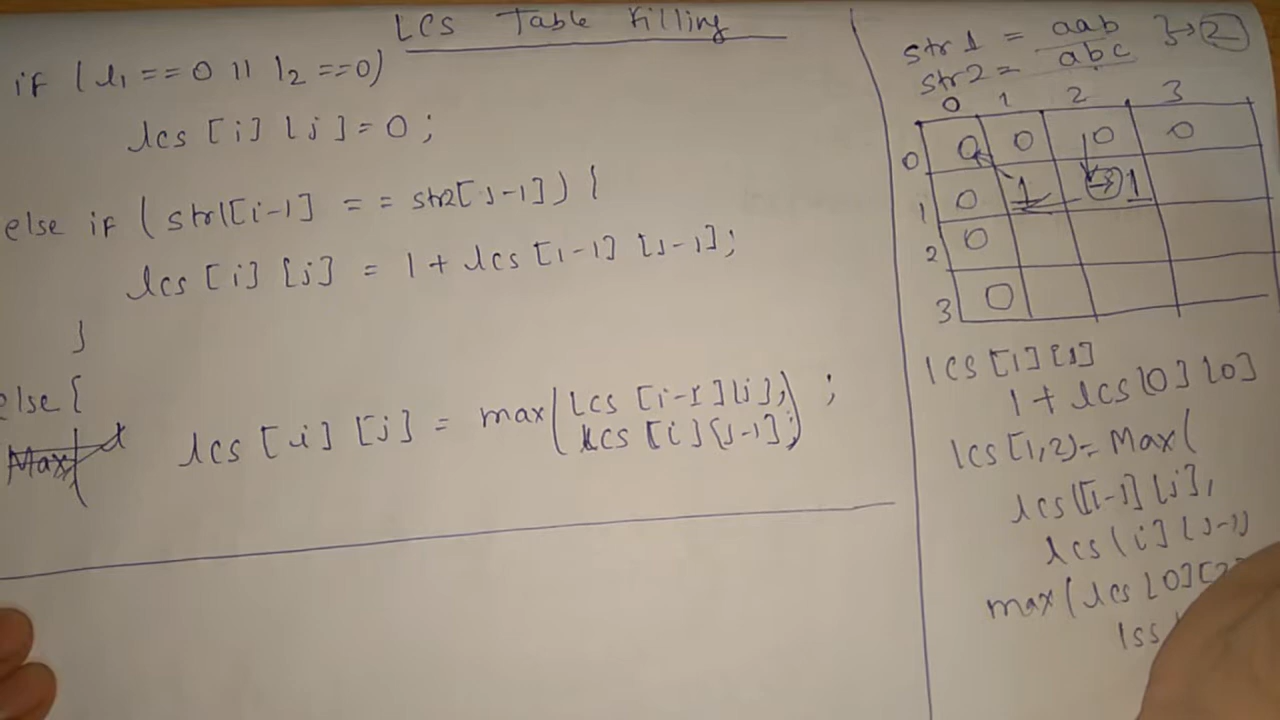 LCS Table Filling
if (l1 == 0 || l2 == 0)
lcs [i] [j] = 0 ;
else if ( str1[i-1] == str2[j-1] ) {
lcs [i] [j] = 1 + lcs [i-1] [j-1] ;
}
else {
Max(
lcs [i] [j] = max( lcs [i-1][j],
lcs [i][j-1]; ) ;
str1 = aab } → 2
str2 = abc
0 1 2 3
0 0 0 0 0
1 0 1 → 1
2 0
3 0
lcs [1] [1]
1 + lcs [0] [0]
lcs [1,2] = Max (
lcs ([i-1] [j],
lcs [i] [j-1]
max ( lcs [0] [2]